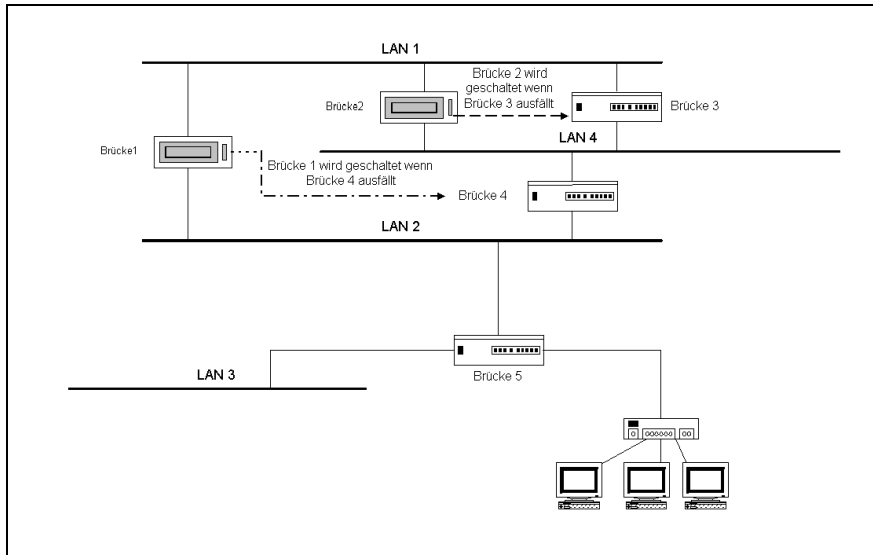 LAN 1
Brücke 2 wird
geschaltet wenn
Brücke 3 ausfällt
Brücke2
Brücke 3
LAN 4
Brücke1
Brücke 1 wird geschaltet wenn
Brücke 4 ausfällt
Brücke 4
LAN 2
LAN 3
Brücke 5